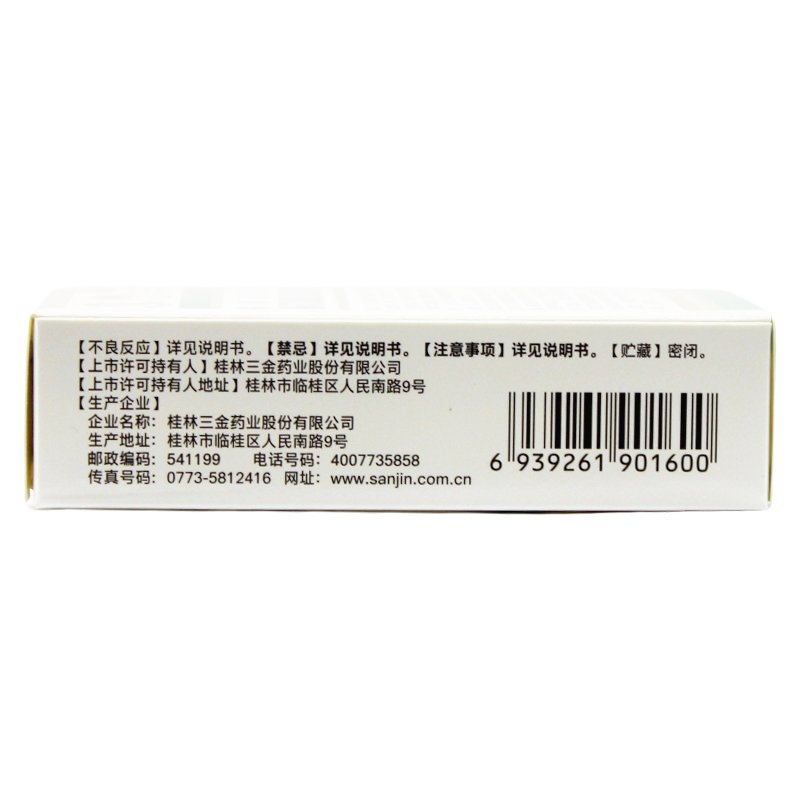 【不良反应】详见说明书。【禁忌】详见说明书。【注意事项】详见说明书。【贮藏】密闭。
【上市许可持有人】桂林三金药业股份有限公司
【上市许可持有人地址】桂林市临桂区人民南路9号
【生产企业】
企业名称：桂林三金药业股份有限公司
生产地址：桂林市临桂区人民南路9号
邮政编码：541199 电话号码：4007735858
传真号码：0773-5812416 网址：www.sanjin.com.cn
6 939261 901600